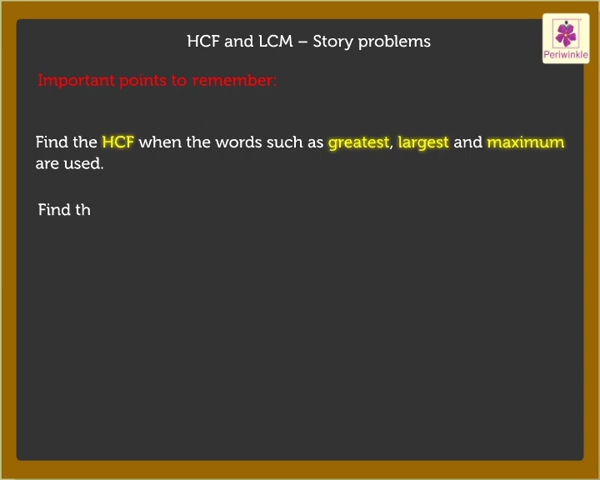 HCF and LCM – Story problems
Periwinkle
Important points to remember:
Find the HCF when the words such as greatest, largest and maximum
are used.
Find th